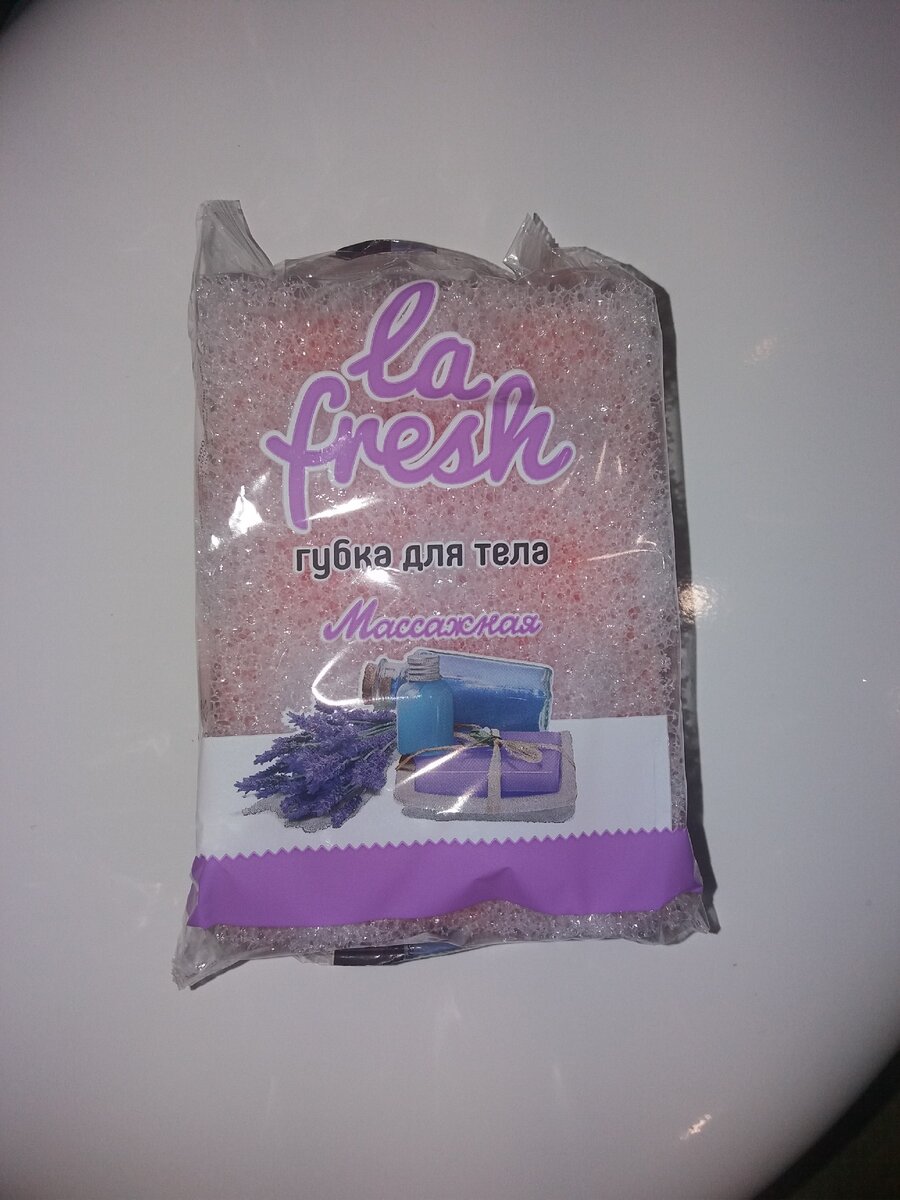 la
fresh
губка для тела
Массажная